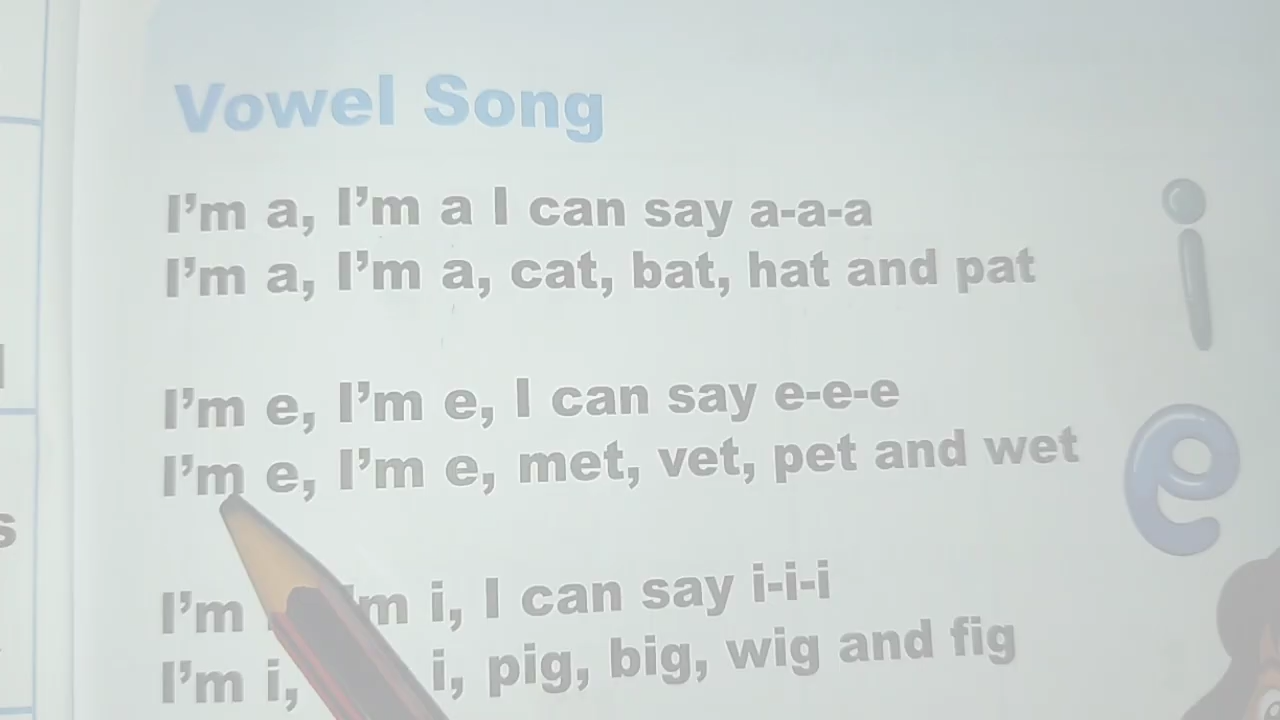 Vowel Song
I'm a, I'm a I can say a-a-a
I'm a, I'm a, cat, bat, hat and pat
I'm e, I'm e, I can say e-e-e
I'm e, I'm e, met, vet, pet and wet
I'm m i, I can say i-i-i
I'm i, i, pig, big, wig and fig
i
e
s